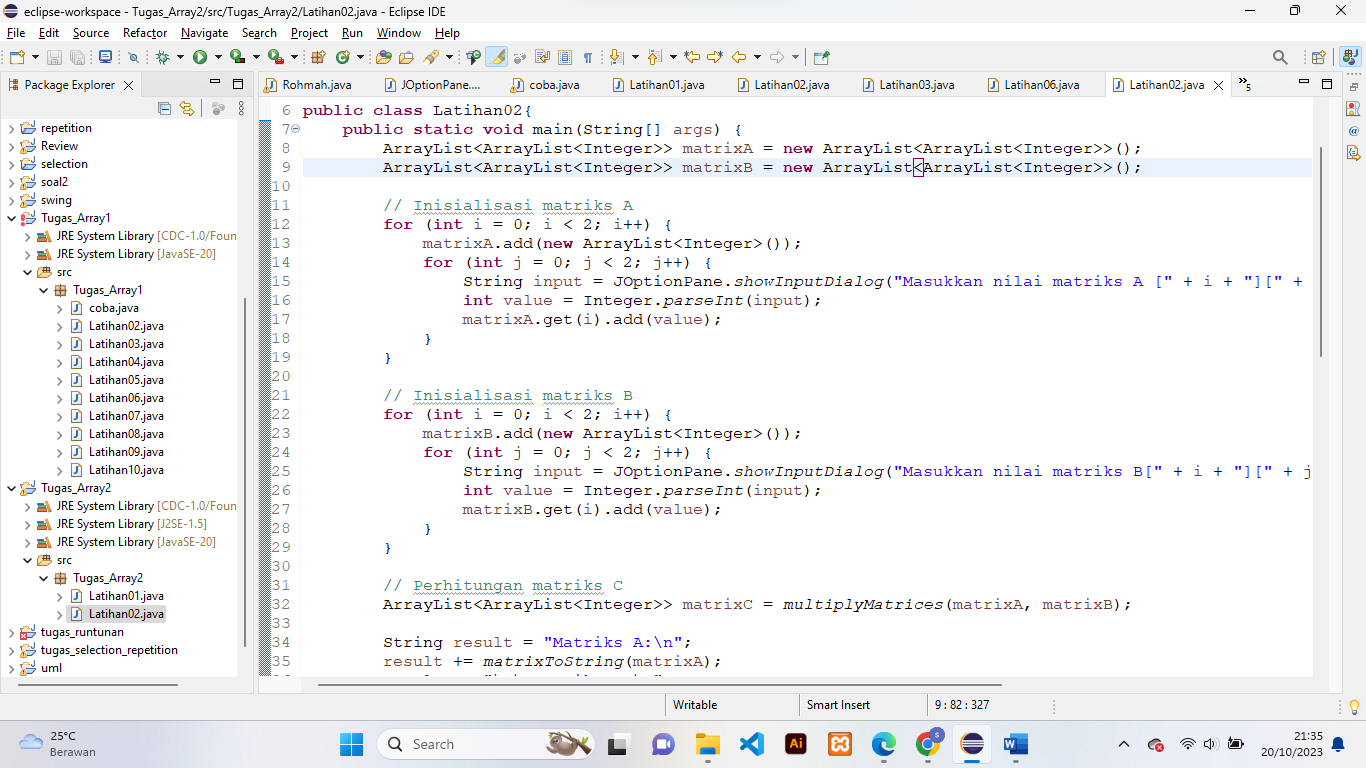 eclipse-workspace - Tugas_Array2/src/Tugas_Array2/Latihan02.java - Eclipse IDE
File Edit Source Refactor Navigate Search Project Run Window Help
Package Explorer
Rohmah.java JOptionPane.... coba.java Latihan01.java Latihan02.java Latihan03.java Latihan06.java Latihan02.java »5
repetition
Review
selection
soal2
swing
Tugas_Array1
JRE System Library [CDC-1.0/Foun
JRE System Library [JavaSE-20]
src
Tugas_Array1
coba.java
Latihan02.java
Latihan03.java
Latihan04.java
Latihan05.java
Latihan06.java
Latihan07.java
Latihan08.java
Latihan09.java
Latihan10.java
Tugas_Array2
JRE System Library [CDC-1.0/Foun
JRE System Library [J2SE-1.5]
JRE System Library [JavaSE-20]
src
Tugas_Array2
Latihan01.java
Latihan02.java
tugas_runtunan
tugas_selection_repetition
uml
6 public class Latihan02{
7 public static void main(String[] args) {
8 ArrayList<ArrayList<Integer>> matrixA = new ArrayList<ArrayList<Integer>>();
9 ArrayList<ArrayList<Integer>> matrixB = new ArrayList<ArrayList<Integer>>();
10
11 // Inisialisasi matriks A
12 for (int i = 0; i < 2; i++) {
13 matrixA.add(new ArrayList<Integer>());
14 for (int j = 0; j < 2; j++) {
15 String input = JOptionPane.showInputDialog("Masukkan nilai matriks A [" + i + "][" +
16 int value = Integer.parseInt(input);
17 matrixA.get(i).add(value);
18 }
19 }
20
21 // Inisialisasi matriks B
22 for (int i = 0; i < 2; i++) {
23 matrixB.add(new ArrayList<Integer>());
24 for (int j = 0; j < 2; j++) {
25 String input = JOptionPane.showInputDialog("Masukkan nilai matriks B[" + i + "][" + j
26 int value = Integer.parseInt(input);
27 matrixB.get(i).add(value);
28 }
29 }
30
31 // Perhitungan matriks C
32 ArrayList<ArrayList<Integer>> matrixC = multiplyMatrices(matrixA, matrixB);
33
34 String result = "Matriks A:\n";
35 result += matrixToString(matrixA);
Writable Smart Insert 9 : 82 : 327
25°C
Berawan
Search
Ai
S
21:35
20/10/2023